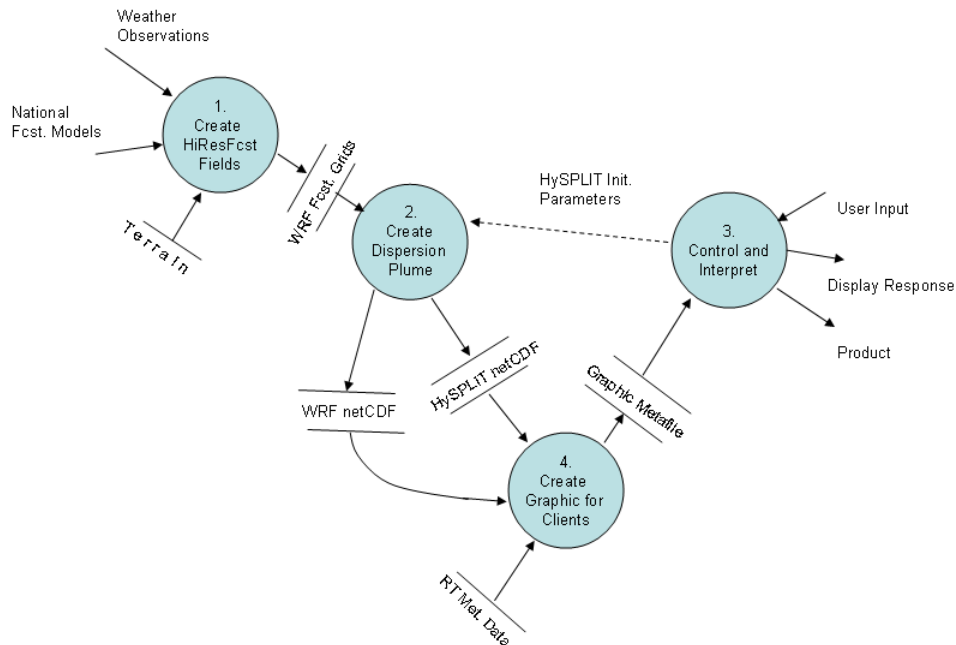 Weather
Observations
National
Fcst. Models
1.
Create
HiResFcst
Fields
Terrain
WRF Fcst. Grids
2.
Create
Dispersion
Plume
HySPLIT Init.
Parameters
3.
Control and
Interpret
User Input
Display Response
Product
WRF netCDF
HySPLIT netCDF
Graphic Metafile
4.
Create
Graphic for
Clients
RT Met. Data